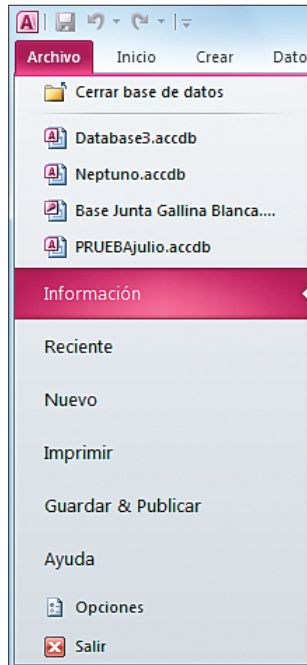 Archivo Inicio Crear Dato
Cerrar base de datos
Database3.accdb
Neptuno.accdb
Base Junta Gallina Blanca....
PRUEBAjulio.accdb
Información
Reciente
Nuevo
Imprimir
Guardar & Publicar
Ayuda
Opciones
Salir